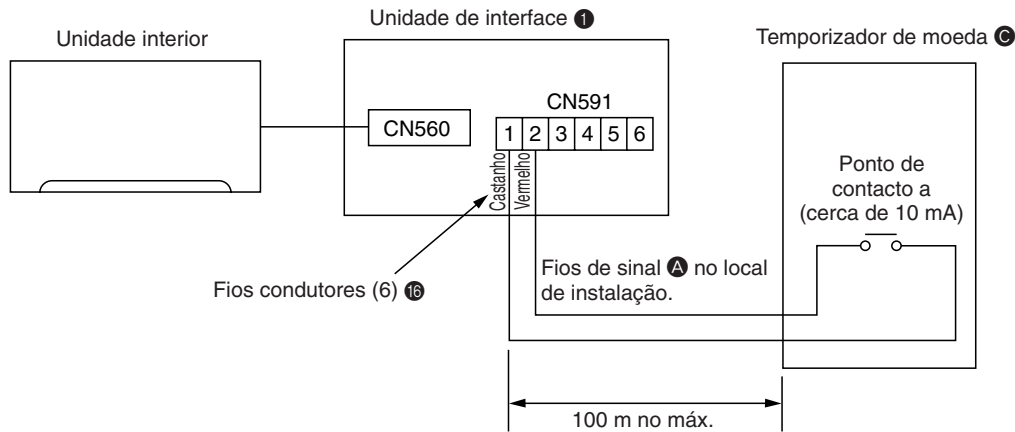 Unidade de interface ❶
Unidade interior
Temporizador de moeda 🅒
CN591
CN560
1 2 3 4 5 6
Castanho
Vermelho
Ponto de
contacto a
(cerca de 10 mA)
Fios de sinal 🅐 no local
de instalação.
Fios condutores (6) ⓰
100 m no máx.